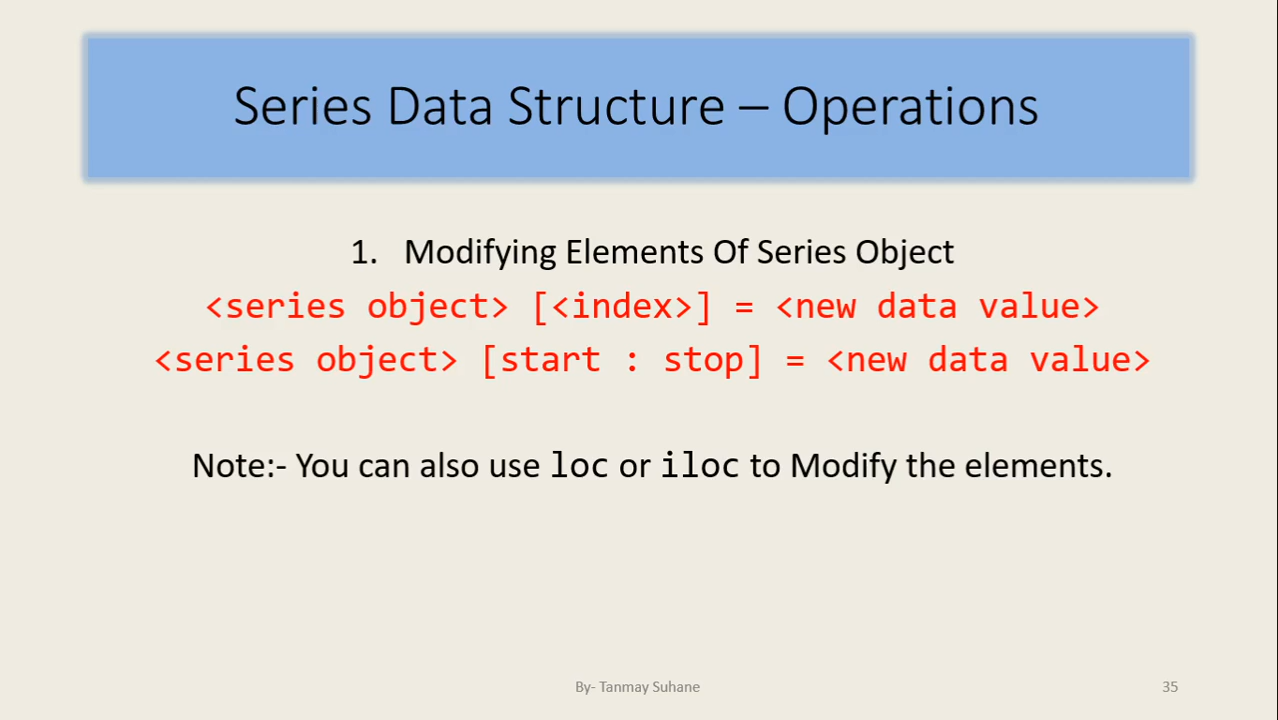 Series Data Structure – Operations
1. Modifying Elements Of Series Object
<series object> [<index>] = <new data value>
<series object> [start : stop] = <new data value>
Note:- You can also use loc or iloc to Modify the elements.
By- Tanmay Suhane
35